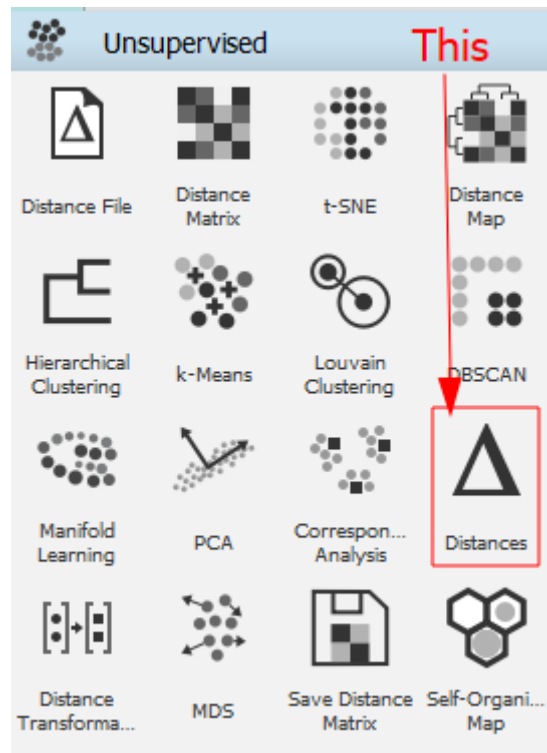 Unsupervised
This
Distance File
Distance
Matrix
t-SNE
Distance
Map
Hierarchical
Clustering
k-Means
Louvain
Clustering
DBSCAN
Manifold
Learning
PCA
Correspon...
Analysis
Distances
Distance
Transforma...
MDS
Save Distance
Matrix
Self-Organi...
Map